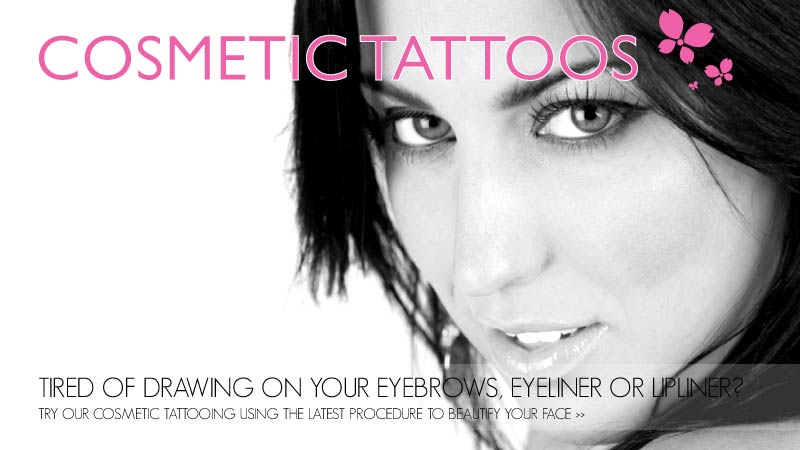 COSMETIC TATTOOS
TIRED OF DRAWING ON YOUR EYEBROWS, EYELINER OR LIPLINER?
TRY OUR COSMETIC TATTOOING USING THE LATEST PROCEDURE TO BEAUTIFY YOUR FACE >>